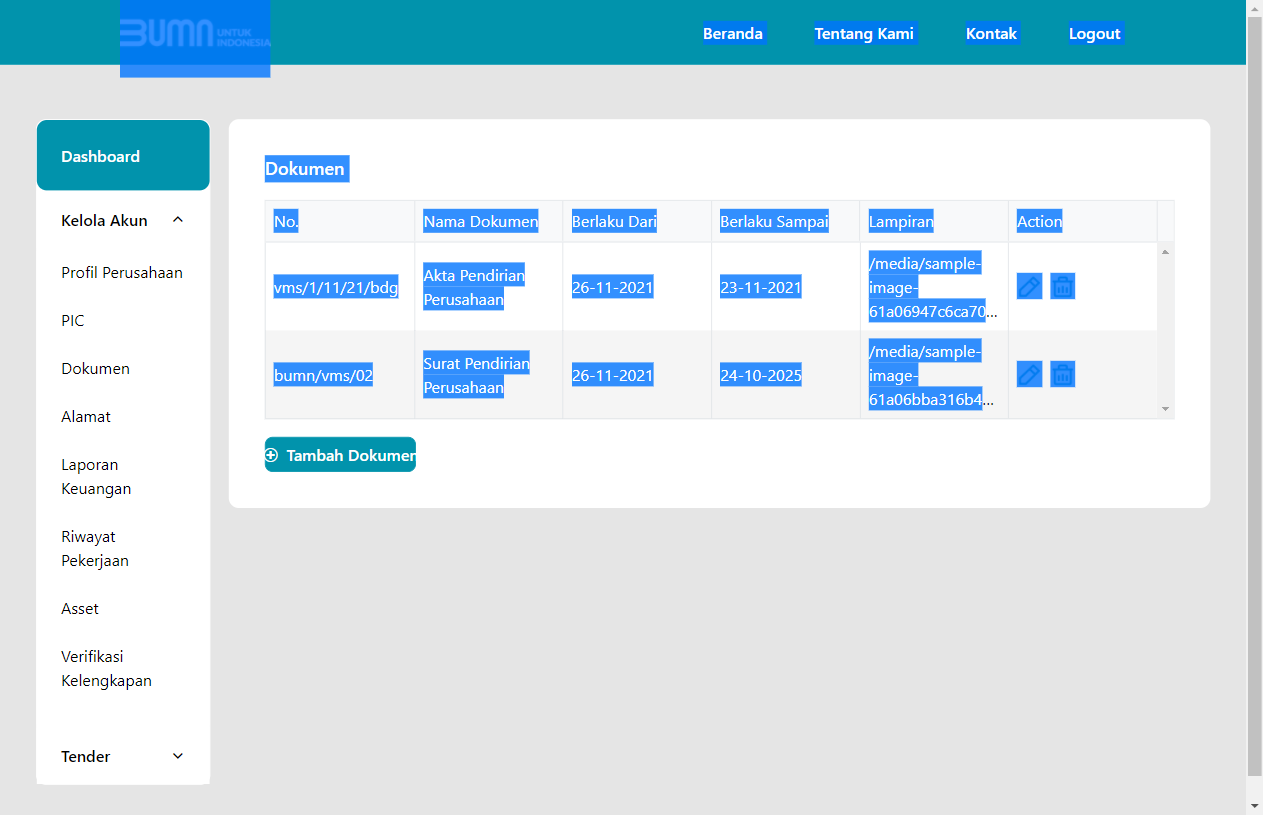 BUMN UNTUK INDONESIA
Beranda Tentang Kami Kontak Logout
Dashboard
Kelola Akun
Profil Perusahaan
PIC
Dokumen
Alamat
Laporan
Keuangan
Riwayat
Pekerjaan
Asset
Verifikasi
Kelengkapan
Tender
Dokumen
No. Nama Dokumen Berlaku Dari Berlaku Sampai Lampiran Action
vms/1/11/21/bdg Akta Pendirian Perusahaan 26-11-2021 23-11-2021 /media/sample-image-61a06947c6ca70...
bumn/vms/02 Surat Pendirian Perusahaan 26-11-2021 24-10-2025 /media/sample-image-61a06bba316b4...
Tambah Dokumen